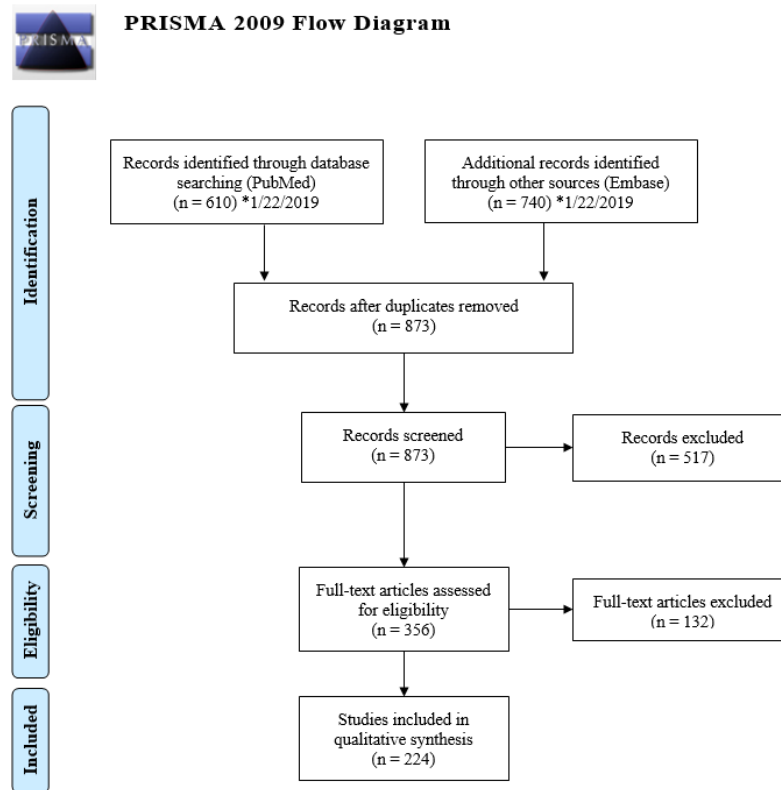 PRISMA
PRISMA 2009 Flow Diagram
Identification
Records identified through database
searching (PubMed)
(n = 610) *1/22/2019
Additional records identified
through other sources (Embase)
(n = 740) *1/22/2019
Records after duplicates removed
(n = 873)
Screening
Records screened
(n = 873)
Records excluded
(n = 517)
Eligibility
Full-text articles assessed
for eligibility
(n = 356)
Full-text articles excluded
(n = 132)
Included
Studies included in
qualitative synthesis
(n = 224)